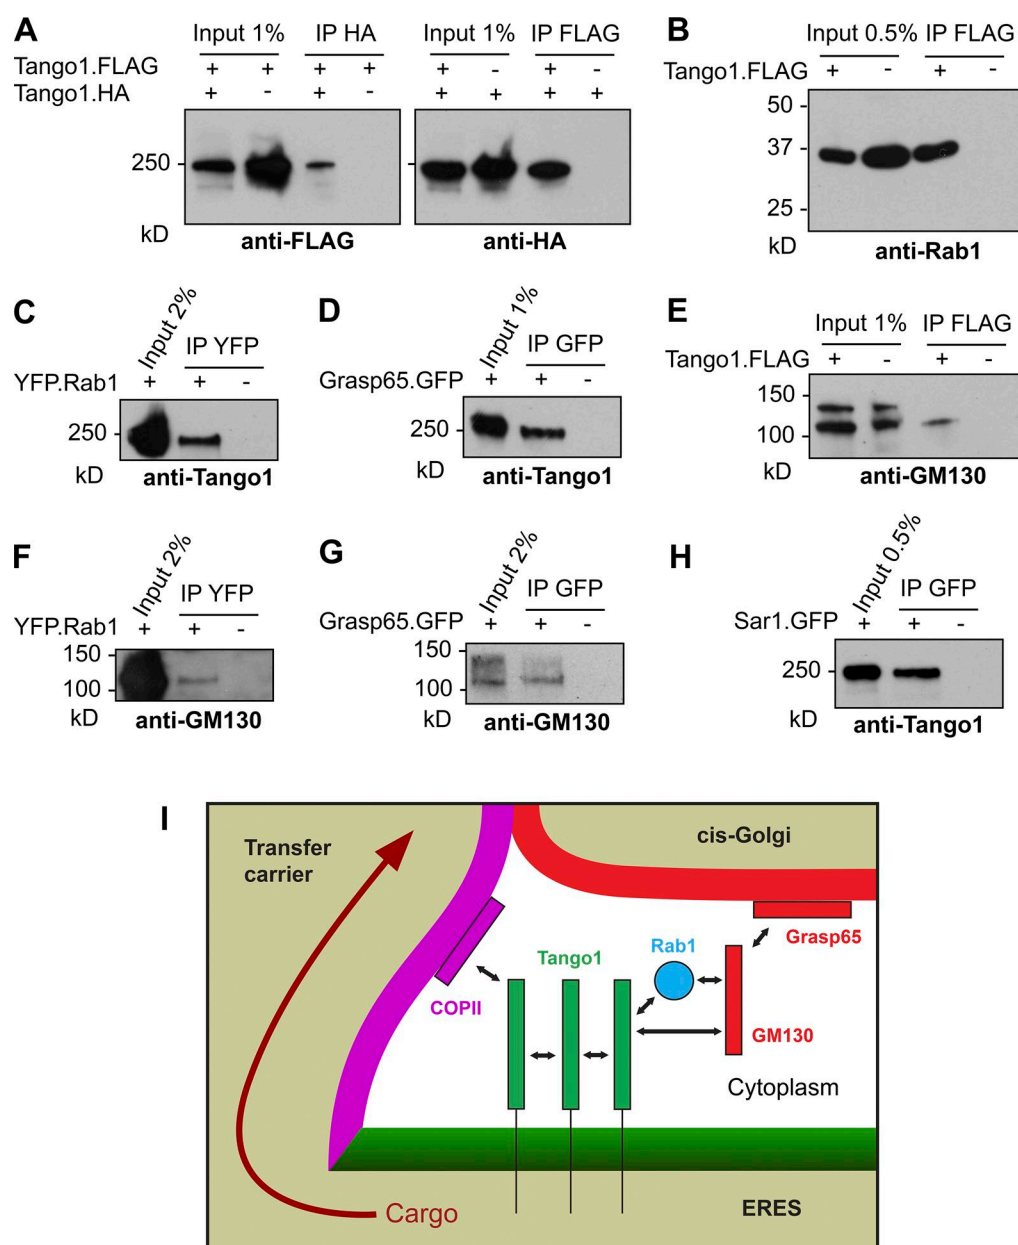 A
Input 1% IP HA Input 1% IP FLAG
Tango1.FLAG + + + + + - + -
Tango1.HA + - + - + + + +
250
kD
anti-FLAG anti-HA
B
Input 0.5% IP FLAG
Tango1.FLAG + - + -
50
37
25
kD
anti-Rab1
C
Input 2%
IP YFP
YFP.Rab1 + + -
250
kD
anti-Tango1
D
Input 1%
IP GFP
Grasp65.GFP + + -
250
kD
anti-Tango1
E
Input 1% IP FLAG
Tango1.FLAG + - + -
150
100
kD
anti-GM130
F
Input 2%
IP YFP
YFP.Rab1 + + -
150
100
kD
anti-GM130
G
Input 2%
IP GFP
Grasp65.GFP + + -
150
100
kD
anti-GM130
H
Input 0.5%
IP GFP
Sar1.GFP + + -
250
kD
anti-Tango1
I
Transfer
carrier
cis-Golgi
Grasp65
Rab1
Tango1
COPII
GM130
Cytoplasm
Cargo
ERES